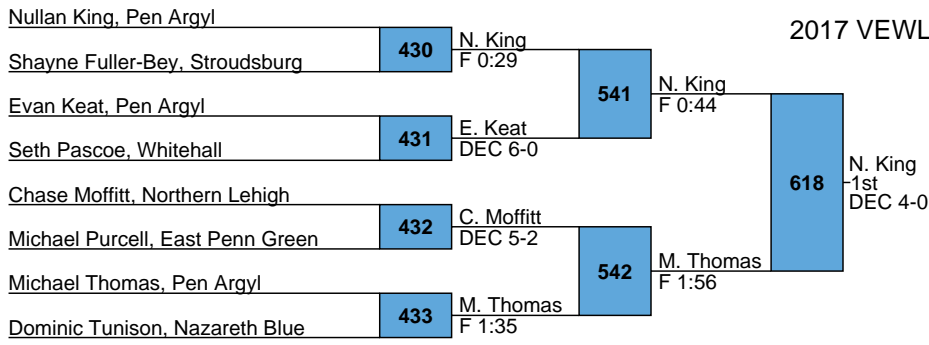 Nullan King, Pen Argyl
2017 VEWL
430
N. King
F 0:29
Shayne Fuller-Bey, Stroudsburg
541
N. King
F 0:44
Evan Keat, Pen Argyl
431
E. Keat
DEC 6-0
Seth Pascoe, Whitehall
618
N. King
1st
DEC 4-0
Chase Moffitt, Northern Lehigh
432
C. Moffitt
DEC 5-2
Michael Purcell, East Penn Green
542
M. Thomas
F 1:56
Michael Thomas, Pen Argyl
433
M. Thomas
F 1:35
Dominic Tunison, Nazareth Blue